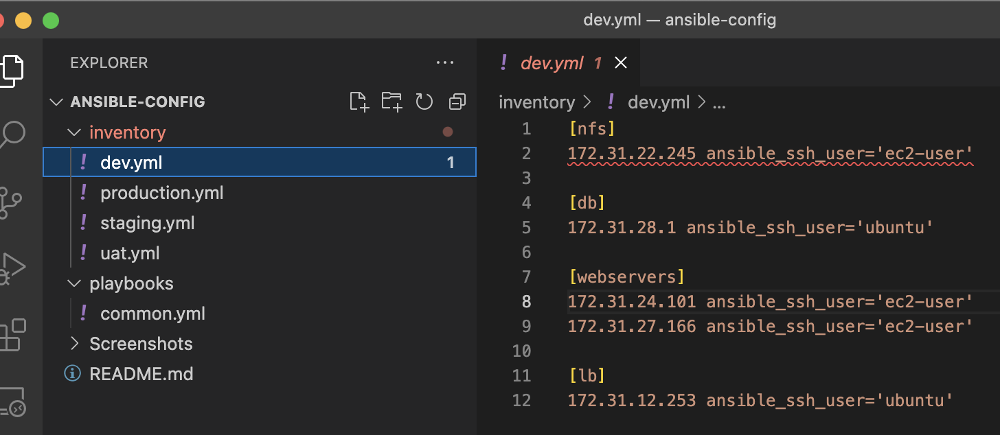 dev.yml — ansible-config
EXPLORER
ANSIBLE-CONFIG
inventory
dev.yml 1
production.yml
staging.yml
uat.yml
playbooks
common.yml
Screenshots
README.md
dev.yml 1
inventory > dev.yml > ...
1 [nfs]
2 172.31.22.245 ansible_ssh_user='ec2-user'
3
4 [db]
5 172.31.28.1 ansible_ssh_user='ubuntu'
6
7 [webservers]
8 172.31.24.101 ansible_ssh_user='ec2-user'
9 172.31.27.166 ansible_ssh_user='ec2-user'
10
11 [lb]
12 172.31.12.253 ansible_ssh_user='ubuntu'